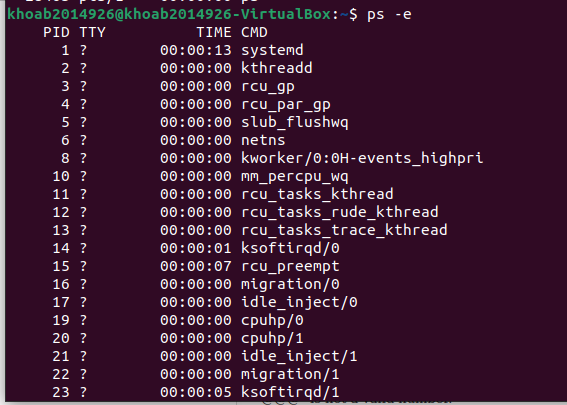 khoab2014926@khoab2014926-VirtualBox:~$ ps -e
PID TTY TIME CMD
1 ? 00:00:13 systemd
2 ? 00:00:00 kthreadd
3 ? 00:00:00 rcu_gp
4 ? 00:00:00 rcu_par_gp
5 ? 00:00:00 slub_flushwq
6 ? 00:00:00 netns
8 ? 00:00:00 kworker/0:0H-events_highpri
10 ? 00:00:00 mm_percpu_wq
11 ? 00:00:00 rcu_tasks_kthread
12 ? 00:00:00 rcu_tasks_rude_kthread
13 ? 00:00:00 rcu_tasks_trace_kthread
14 ? 00:00:01 ksoftirqd/0
15 ? 00:00:07 rcu_preempt
16 ? 00:00:00 migration/0
17 ? 00:00:00 idle_inject/0
19 ? 00:00:00 cpuhp/0
20 ? 00:00:00 cpuhp/1
21 ? 00:00:00 idle_inject/1
22 ? 00:00:00 migration/1
23 ? 00:00:05 ksoftirqd/1